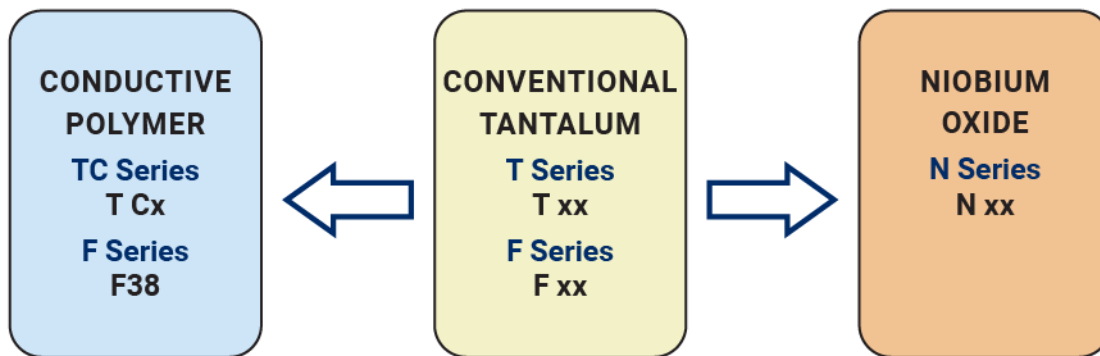 CONDUCTIVE
POLYMER
TC Series
T Cx
F Series
F38
CONVENTIONAL
TANTALUM
T Series
T xx
F Series
F xx
NIOBIUM
OXIDE
N Series
N xx